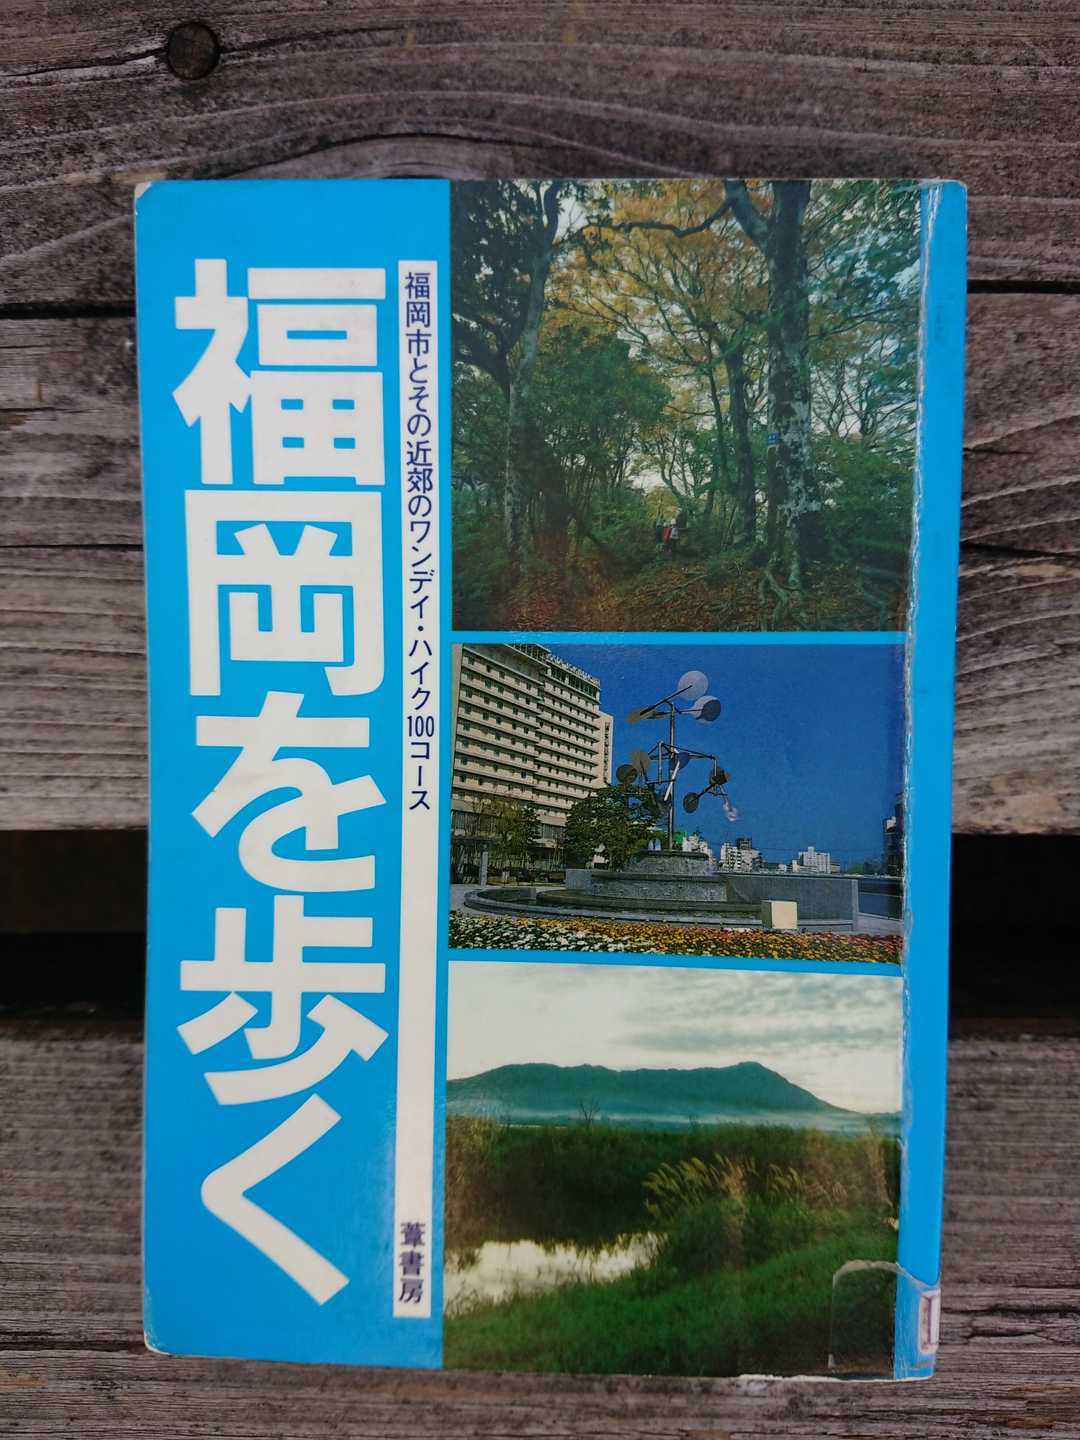 福岡を歩く
福岡市とその近郊のワンデイ・ハイク100コース
葦書房